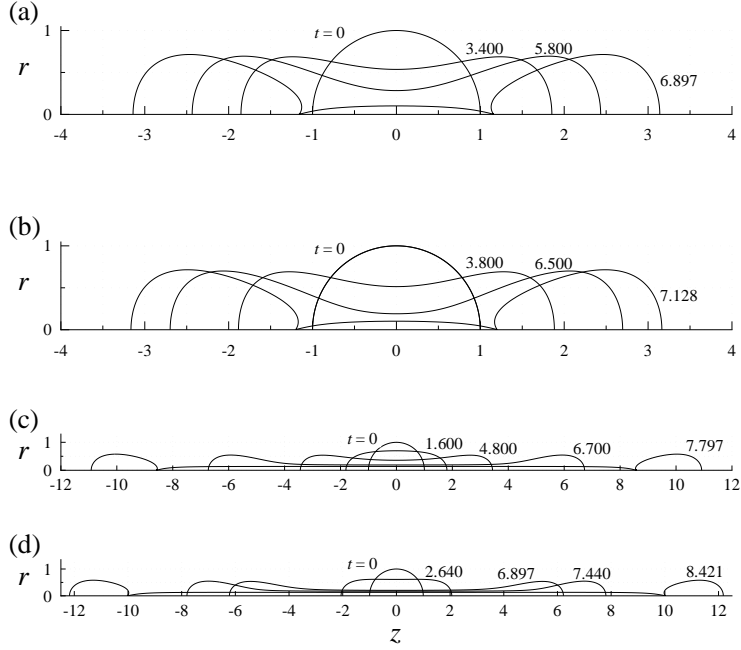 (a)
1
r
0
t = 0
3.400
5.800
6.897
-4 -3 -2 -1 0 1 2 3 4
(b)
1
r
0
t = 0
3.800
6.500
7.128
-4 -3 -2 -1 0 1 2 3 4
(c)
1
r
0
t = 0
1.600
4.800
6.700
7.797
-12 -10 -8 -6 -4 -2 0 2 4 6 8 10 12
(d)
1
r
0
t = 0
2.640
6.897
7.440
8.421
-12 -10 -8 -6 -4 -2 0 2 4 6 8 10 12
z